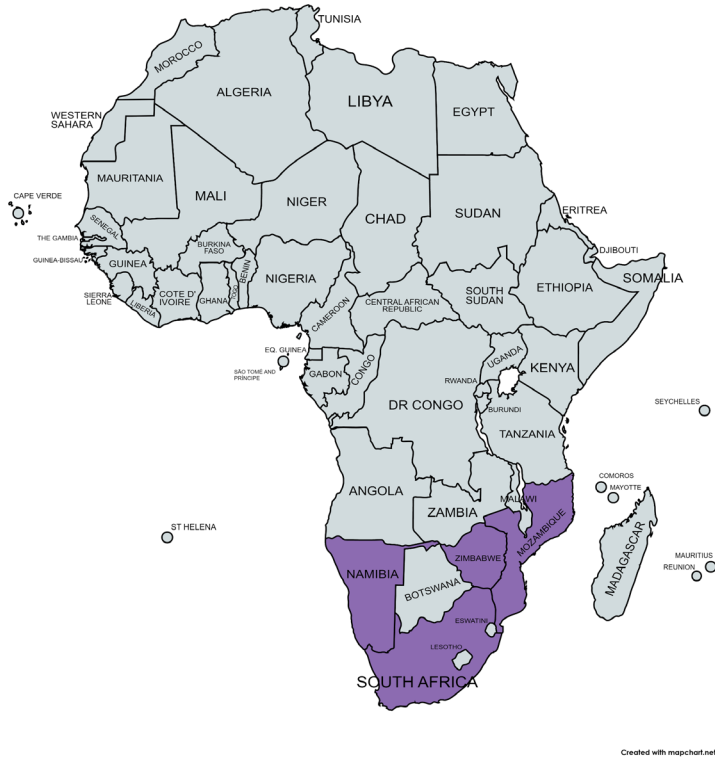 TUNISIA
MOROCCO
ALGERIA
LIBYA
EGYPT
WESTERN
SAHARA
MAURITANIA
MALI
NIGER
CHAD
SUDAN
ERITREA
CAPE VERDE
SENEGAL
THE GAMBIA
GUINEA-BISSAU
GUINEA
BURKINA
FASO
BENIN
TOGO
NIGERIA
DJIBOUTI
SOMALIA
ETHIOPIA
SOUTH
SUDAN
CENTRAL AFRICAN
REPUBLIC
CAMEROON
SIERRA
LEONE
LIBERIA
COTE D'
IVOIRE
GHANA
EQ. GUINEA
SÃO TOMÉ AND
PRÍNCIPE
GABON
CONGO
DR CONGO
UGANDA
KENYA
RWANDA
BURUNDI
TANZANIA
SEYCHELLES
COMOROS
MAYOTTE
ANGOLA
ZAMBIA
MALAWI
MOZAMBIQUE
MADAGASCAR
MAURITIUS
REUNION
ST HELENA
NAMIBIA
ZIMBABWE
BOTSWANA
ESWATINI
LESOTHO
SOUTH AFRICA
Created with mapchart.net